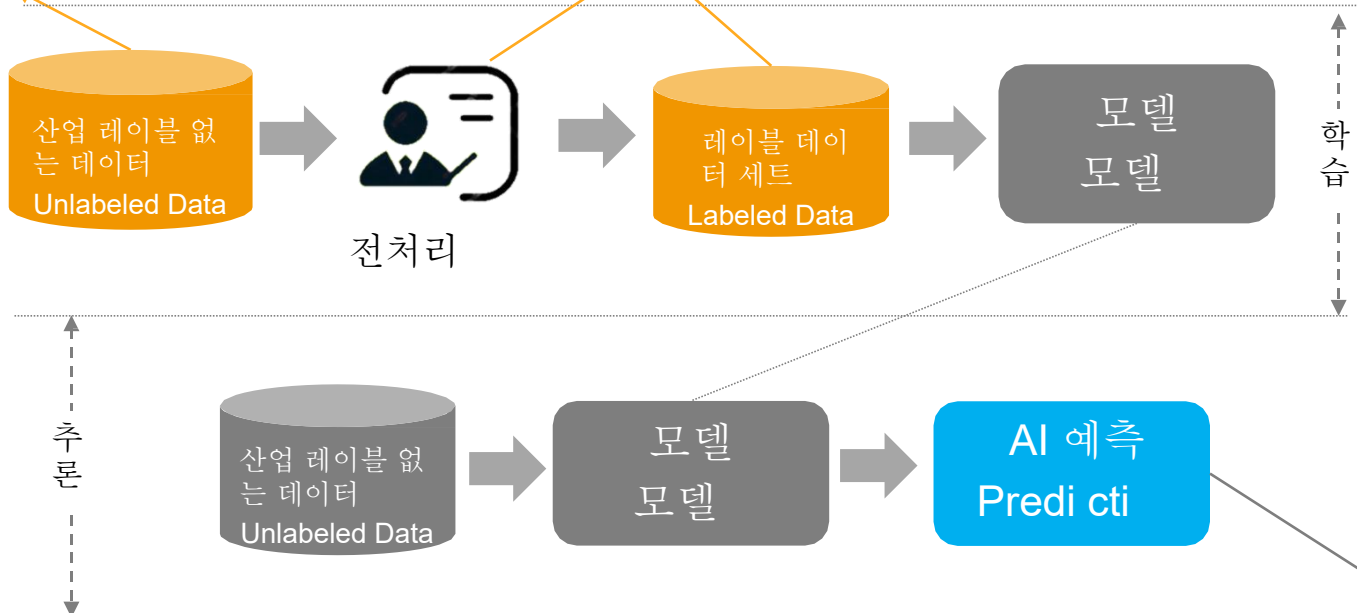 산업 레이블 없
는 데이터
Unlabeled Data
전처리
레이블 데이
터 세트
Labeled Data
모델
모델
학
습
추
론
산업 레이블 없
는 데이터
Unlabeled Data
모델
모델
AI 예측
Predi cti